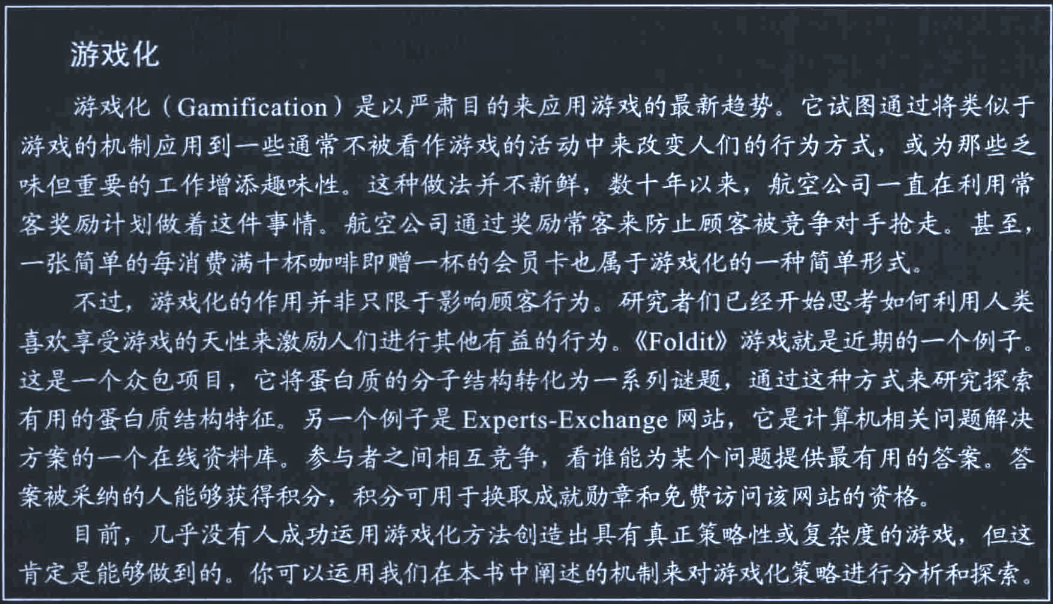 游戏化
游戏化（Gamification）是以严肃目的来应用游戏的最新趋势。它试图通过将类似于
游戏的机制应用到一些通常不被看作游戏的活动中来改变人们的行为方式，或为那些乏
味但重要的工作增添趣味性。这种做法并不新鲜，数十年以来，航空公司一直在利用常
客奖励计划做着这件事情。航空公司通过奖励常客来防止顾客被竞争对手抢走。甚至，
一张简单的每消费满十杯咖啡即赠一杯的会员卡也属于游戏化的一种简单形式。
不过，游戏化的作用并非只限于影响顾客行为。研究者们已经开始思考如何利用人类
喜欢享受游戏的天性来激励人们进行其他有益的行为。《Foldit》游戏就是近期的一个例子。
这是一个众包项目，它将蛋白质的分子结构转化为一系列谜题，通过这种方式来研究探索
有用的蛋白质结构特征。另一个例子是 Experts-Exchange 网站，它是计算机相关问题解决
方案的一个在线资料库。参与者之间相互竞争，看谁能为某个问题提供最有用的答案。答
案被采纳的人能够获得积分，积分可用于换取成就勋章和免费访问该网站的资格。
目前，几乎没有人成功运用游戏化方法创造出具有真正策略性或复杂度的游戏，但这
肯定是能够做到的。你可以运用我们在本书中阐述的机制来对游戏化策略进行分析和探索。